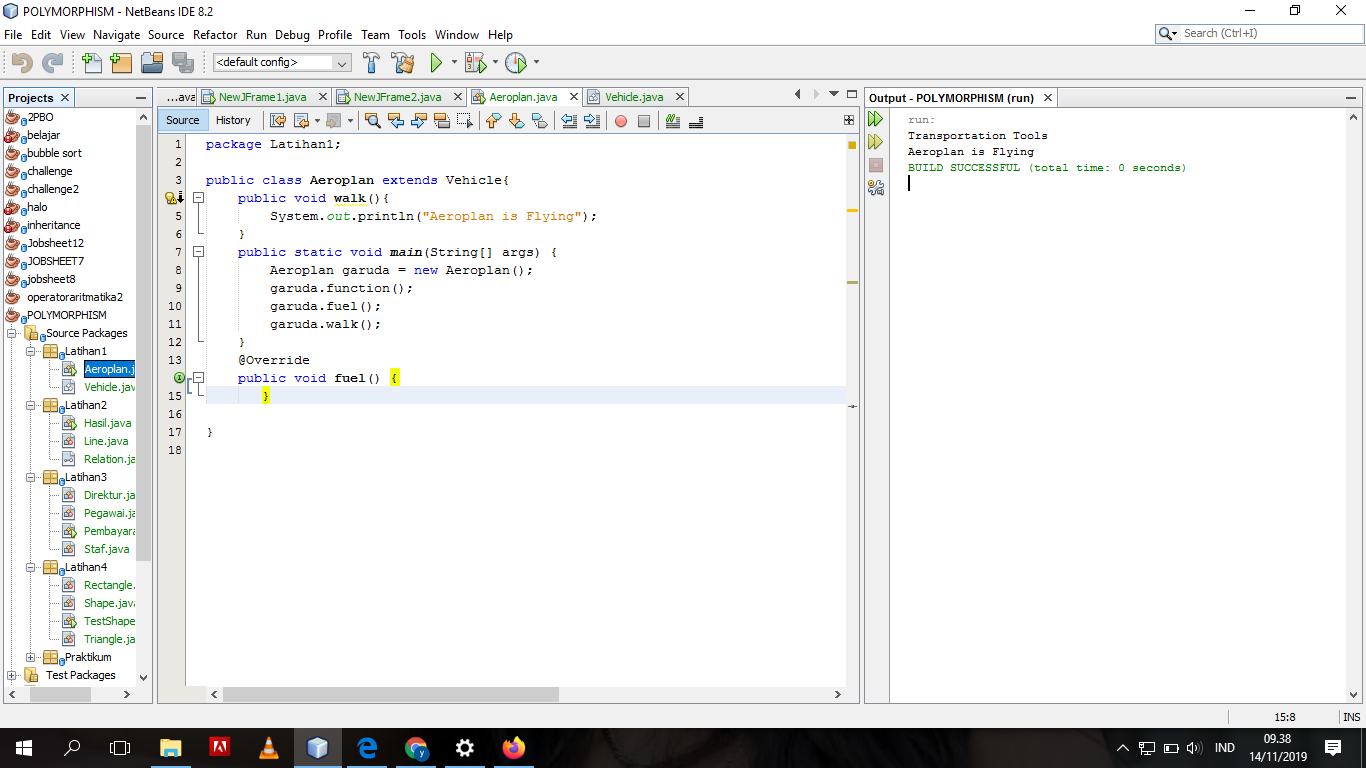 POLYMORPHISM - NetBeans IDE 8.2
File Edit View Navigate Source Refactor Run Debug Profile Team Tools Window Help
Search (Ctrl+I)
<default config>
Projects
...ava NewJFrame1.java NewJFrame2.java Aeroplan.java Vehicle.java
Output - POLYMORPHISM (run)
Source History
2PBO
belajar
bubble sort
challenge
challenge2
halo
inheritance
Jobsheet12
JOBSHEET7
jobsheet8
operatoraritmatika2
POLYMORPHISM
Source Packages
Latihan1
Aeroplan.j
Vehicle.jav
Latihan2
Hasil.java
Line.java
Relation.ja
Latihan3
Direktur.ja
Pegawai.ja
Pembayara
Staf.java
Latihan4
Rectangle.
Shape.java
TestShape
Triangle.ja
Praktikum
Test Packages
1 package Latihan1;
2
3 public class Aeroplan extends Vehicle{
public void walk(){
5 System.out.println("Aeroplan is Flying");
6 }
7 public static void main(String[] args) {
8 Aeroplan garuda = new Aeroplan();
9 garuda.function();
10 garuda.fuel();
11 garuda.walk();
12 }
13 @Override
public void fuel() {
15 }
16
17 }
18
run:
Transportation Tools
Aeroplan is Flying
BUILD SUCCESSFUL (total time: 0 seconds)
15:8 INS
IND
09.38
14/11/2019